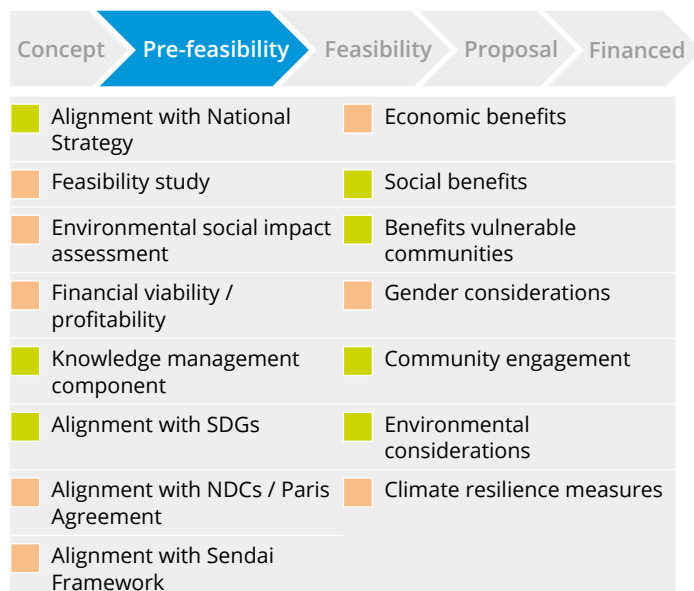 Concept
Pre-feasibility
Feasibility
Proposal
Financed
Alignment with National
Strategy
Feasibility study
Environmental social impact
assessment
Financial viability /
profitability
Knowledge management
component
Alignment with SDGs
Alignment with NDCs / Paris
Agreement
Alignment with Sendai
Framework
Economic benefits
Social benefits
Benefits vulnerable
communities
Gender considerations
Community engagement
Environmental
considerations
Climate resilience measures